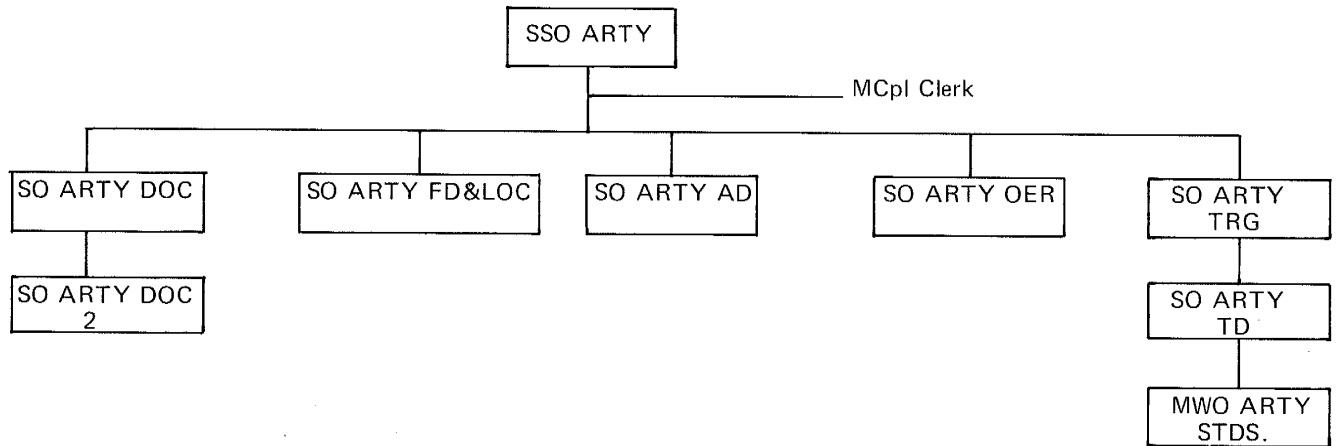 SSO ARTY
MCpl Clerk
SO ARTY DOC
SO ARTY FD&LOC
SO ARTY AD
SO ARTY OER
SO ARTY
TRG
SO ARTY DOC
2
SO ARTY
TD
MWO ARTY
STDS.